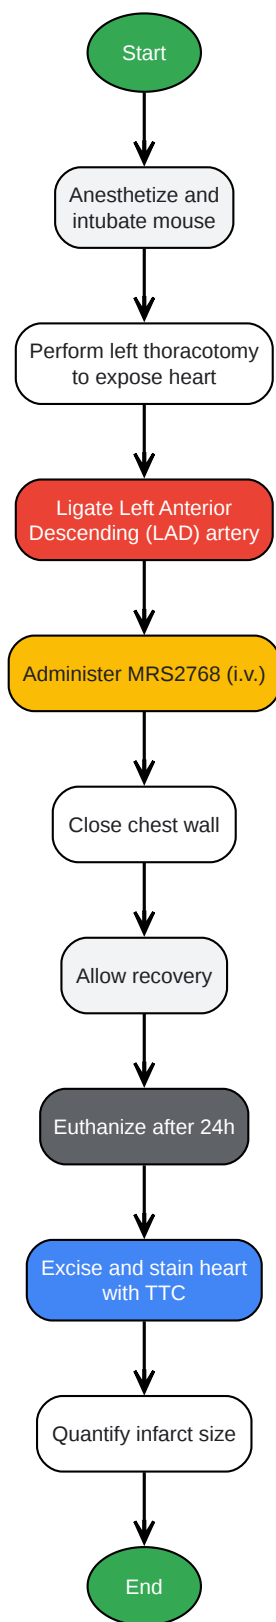 Start
Anesthetize and
intubate mouse
Perform left thoracotomy
to expose heart
Ligate Left Anterior
Descending (LAD) artery
Administer MRS2768 (i.v.)
Close chest wall
Allow recovery
Euthanize after 24h
Excise and stain heart
with TTC
Quantify infarct size
End